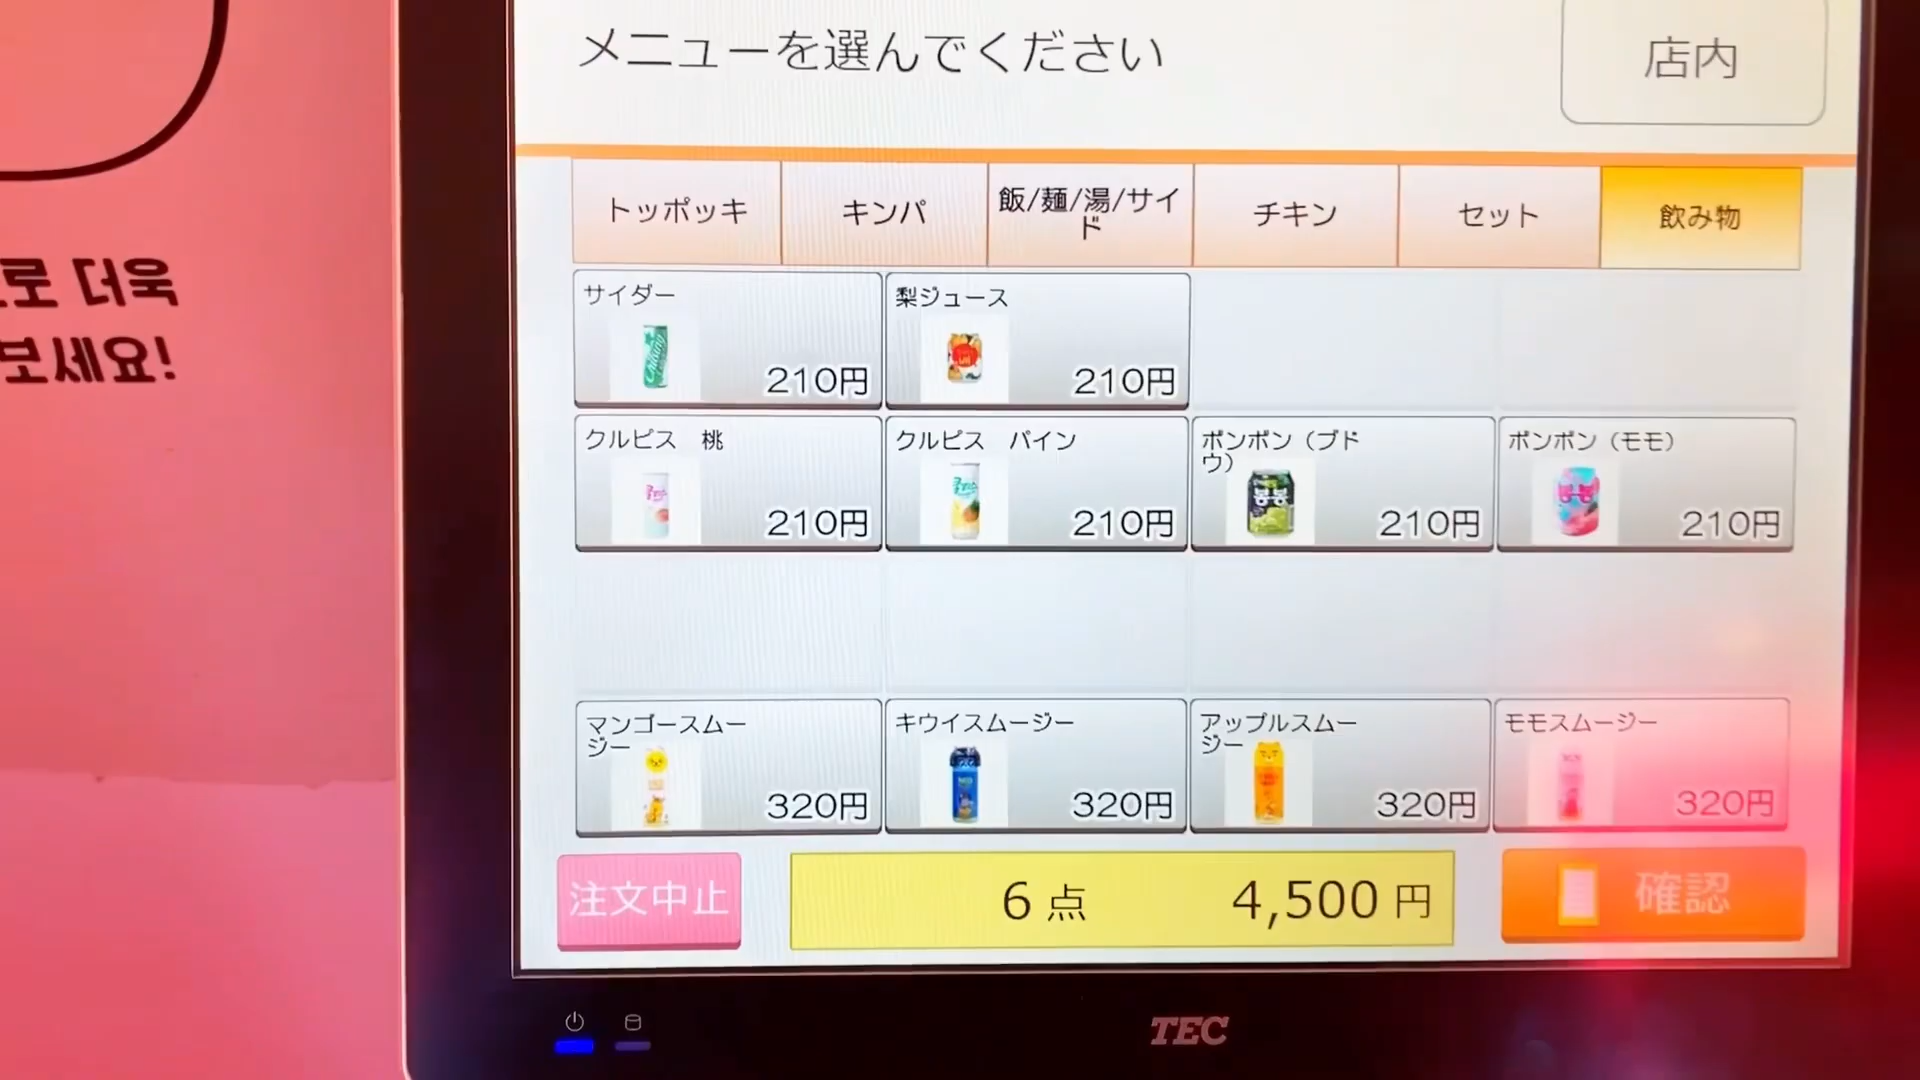 メニューを選んでください
店内
トッポッキ
キンパ
飯/麺/湯/サイ
ド
チキン
セット
飲み物
로 더욱
보세요!
サイダー
210円
梨ジュース
210円
クルピス 桃
210円
クルピス パイン
210円
ボンボン（ブド
ウ）
봉봉
210円
ボンボン（モモ）
210円
マンゴースムー
ジー
320円
キウイスムージー
320円
アップルスムー
ジー
320円
モモスムージー
320円
注文中止
6 点 4,500 円
確認
TEC